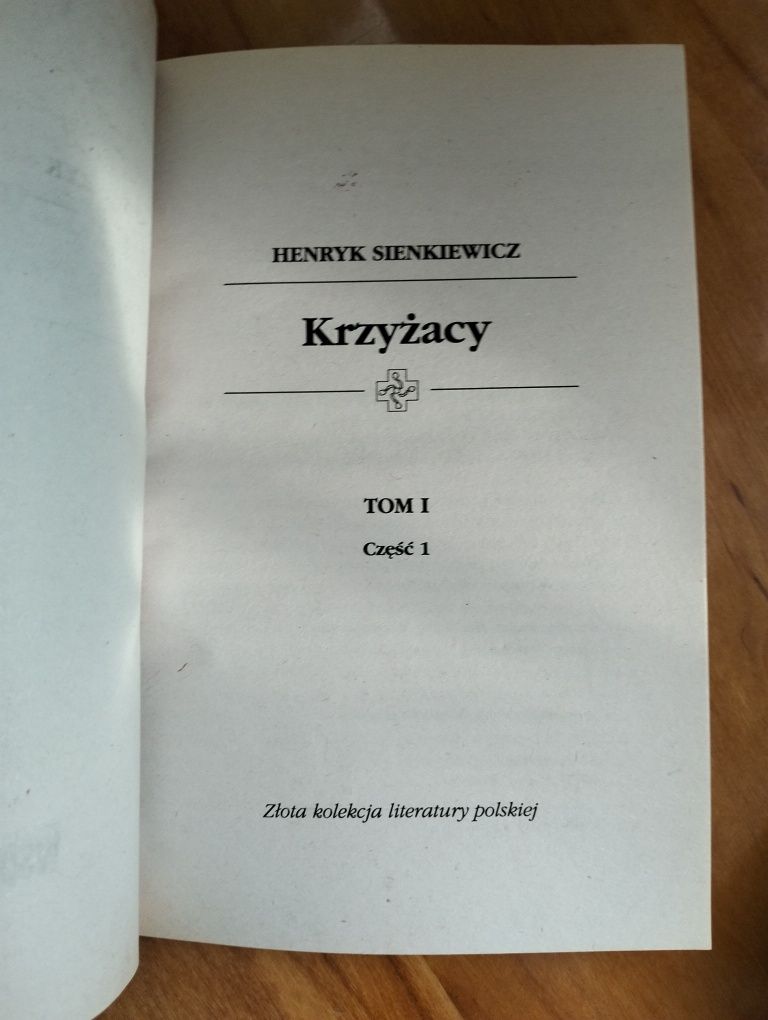 HENRYK SIENKIEWICZ
Krzyżacy
TOM I
Część 1
Złota kolekcja literatury polskiej